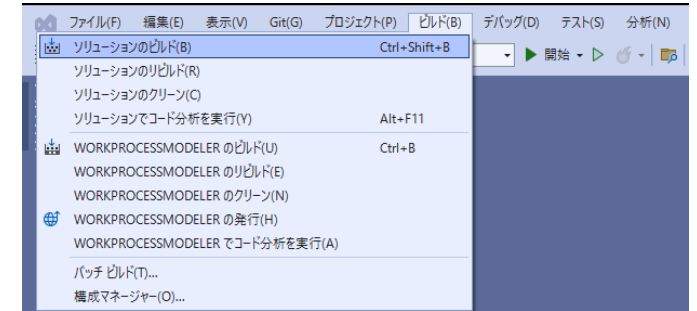 ファイル(F) 編集(E) 表示(V) Git(G) プロジェクト(P) ビルド(B) デバッグ(D) テスト(S) 分析(N)
開始
ソリューションのビルド(B) Ctrl+Shift+B
ソリューションのリビルド(R)
ソリューションのクリーン(C)
ソリューションでコード分析を実行(Y) Alt+F11
WORKPROCESSMODELER のビルド(U) Ctrl+B
WORKPROCESSMODELER のリビルド(E)
WORKPROCESSMODELER のクリーン(N)
WORKPROCESSMODELER の発行(H)
WORKPROCESSMODELER でコード分析を実行(A)
バッチ ビルド(T)...
構成マネージャー(O)...